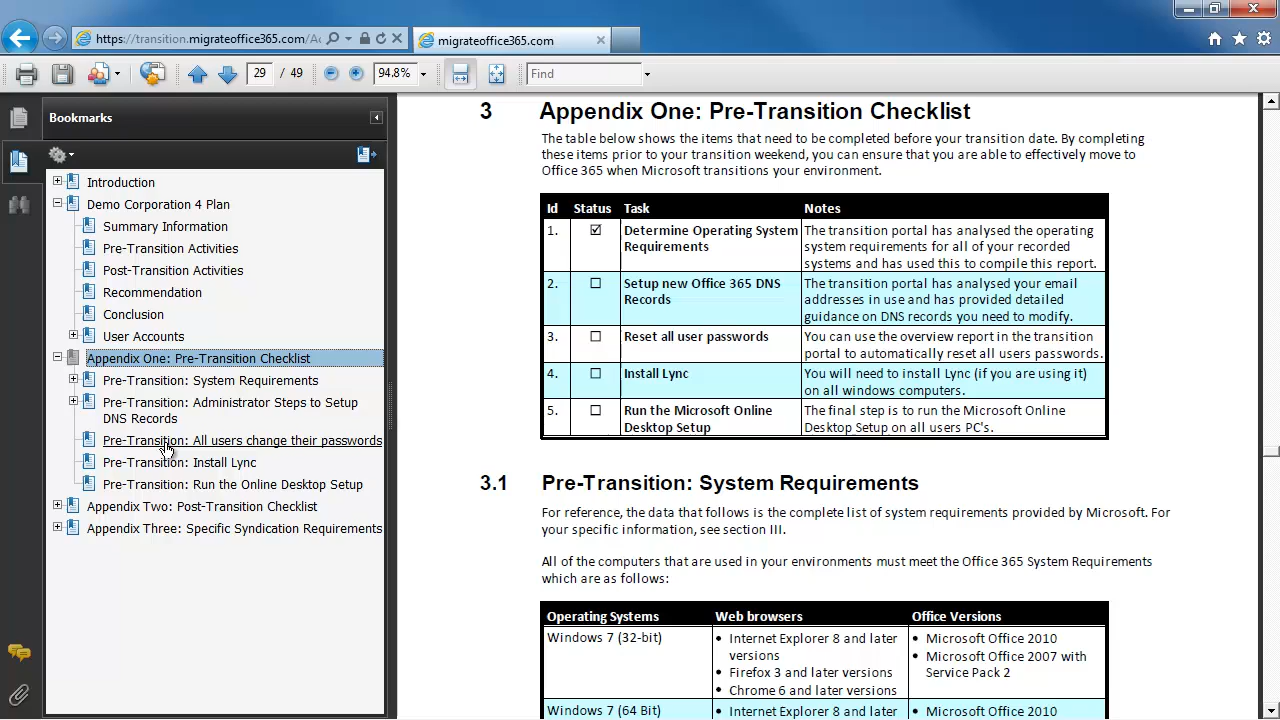 https://transition.migrateoffice365.com/Ac
migrateoffice365.com
29 / 49
94.8%
Find
Bookmarks
Introduction
Demo Corporation 4 Plan
Summary Information
Pre-Transition Activities
Post-Transition Activities
Recommendation
Conclusion
User Accounts
Appendix One: Pre-Transition Checklist
Pre-Transition: System Requirements
Pre-Transition: Administrator Steps to Setup
DNS Records
Pre-Transition: All users change their passwords
Pre-Transition: Install Lync
Pre-Transition: Run the Online Desktop Setup
Appendix Two: Post-Transition Checklist
Appendix Three: Specific Syndication Requirements
3 Appendix One: Pre-Transition Checklist
The table below shows the items that need to be completed before your transition date. By completing
these items prior to your transition weekend, you can ensure that you are able to effectively move to
Office 365 when Microsoft transitions your environment.
Id Status Task Notes
1. ☑ Determine Operating System The transition portal has analysed the operating
Requirements system requirements for all of your recorded
systems and has used this to compile this report.
2. ☐ Setup new Office 365 DNS The transition portal has analysed your email
Records addresses in use and has provided detailed
guidance on DNS records you need to modify.
3. ☐ Reset all user passwords You can use the overview report in the transition
portal to automatically reset all users passwords.
4. ☐ Install Lync You will need to install Lync (if you are using it)
on all windows computers.
5. ☐ Run the Microsoft Online The final step is to run the Microsoft Online
Desktop Setup Desktop Setup on all users PC's.
3.1 Pre-Transition: System Requirements
For reference, the data that follows is the complete list of system requirements provided by Microsoft. For
your specific information, see section III.
All of the computers that are used in your environments must meet the Office 365 System Requirements
which are as follows:
Operating Systems Web browsers Office Versions
Windows 7 (32-bit) • Internet Explorer 8 and later • Microsoft Office 2010
versions • Microsoft Office 2007 with
• Firefox 3 and later versions Service Pack 2
• Chrome 6 and later versions
Windows 7 (64 Bit) • Internet Explorer 8 and later • Microsoft Office 2010